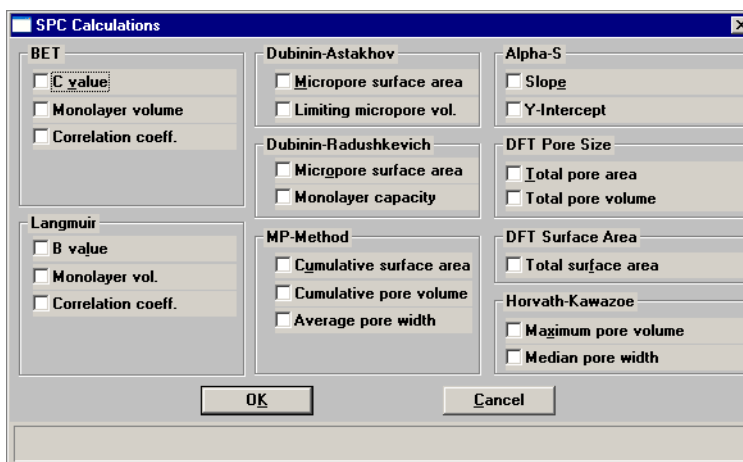 SPC Calculations
BET
C value
Monolayer volume
Correlation coeff.
Langmuir
B value
Monolayer vol.
Correlation coeff.
Dubinin-Astakhov
Micropore surface area
Limiting micropore vol.
Dubinin-Radushkevich
Micropore surface area
Monolayer capacity
MP-Method
Cumulative surface area
Cumulative pore volume
Average pore width
Alpha-S
Slope
Y-Intercept
DFT Pore Size
Total pore area
Total pore volume
DFT Surface Area
Total surface area
Horvath-Kawazoe
Maximum pore volume
Median pore width
OK
Cancel